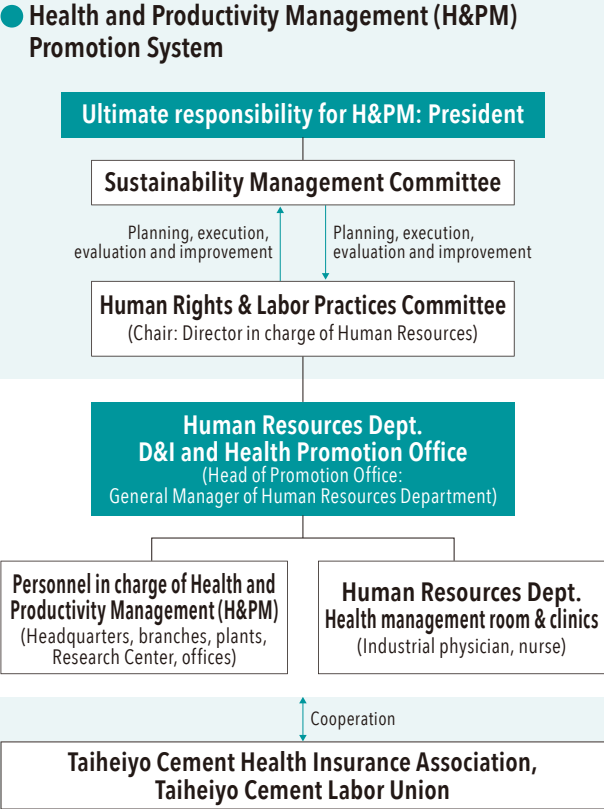 Health and Productivity Management (H&PM)
Promotion System
Ultimate responsibility for H&PM: President
Sustainability Management Committee
Planning, execution,
evaluation and improvement
Planning, execution,
evaluation and improvement
Human Rights & Labor Practices Committee
(Chair: Director in charge of Human Resources)
Human Resources Dept.
D&I and Health Promotion Office
(Head of Promotion Office:
General Manager of Human Resources Department)
Personnel in charge of Health and
Productivity Management (H&PM)
(Headquarters, branches, plants,
Research Center, offices)
Human Resources Dept.
Health management room & clinics
(Industrial physician, nurse)
Cooperation
Taiheiyo Cement Health Insurance Association,
Taiheiyo Cement Labor Union